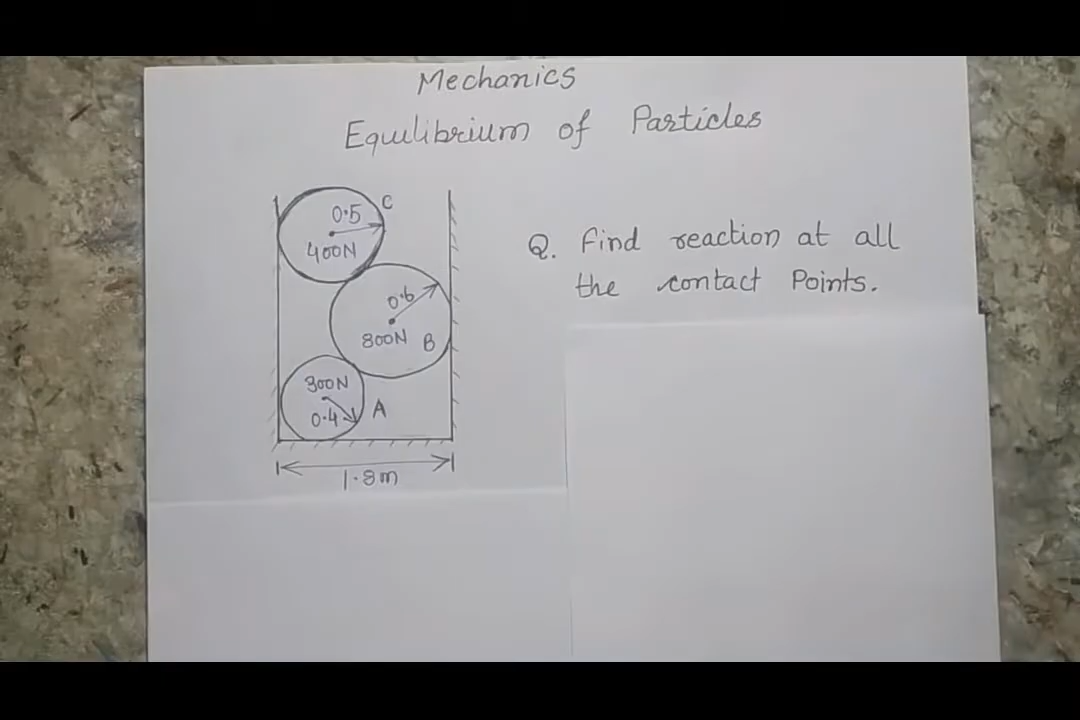 Mechanics
Equilibrium of Particles
0.5
C
400N
0.6
800N
B
300N
0.4
A
1.8m
Q. Find reaction at all
the contact Points.